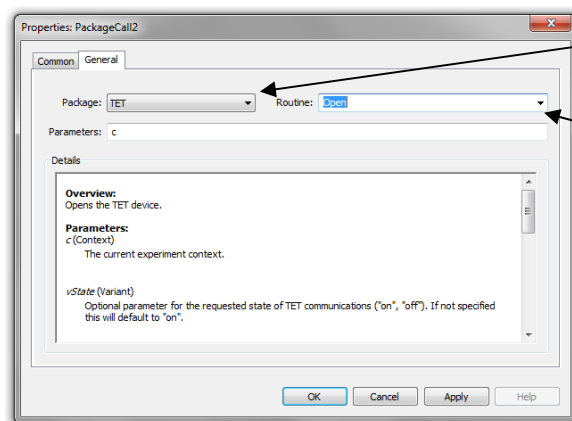 Properties: PackageCall2
Common General
Package: TET Routine: Open
Parameters: c
Details
Overview:
Opens the TET device.
Parameters:
c (Context)
The current experiment context.
vState (Variant)
Optional parameter for the requested state of TET communications ("on", "off"). If not specified
this will default to "on".
OK Cancel Apply Help